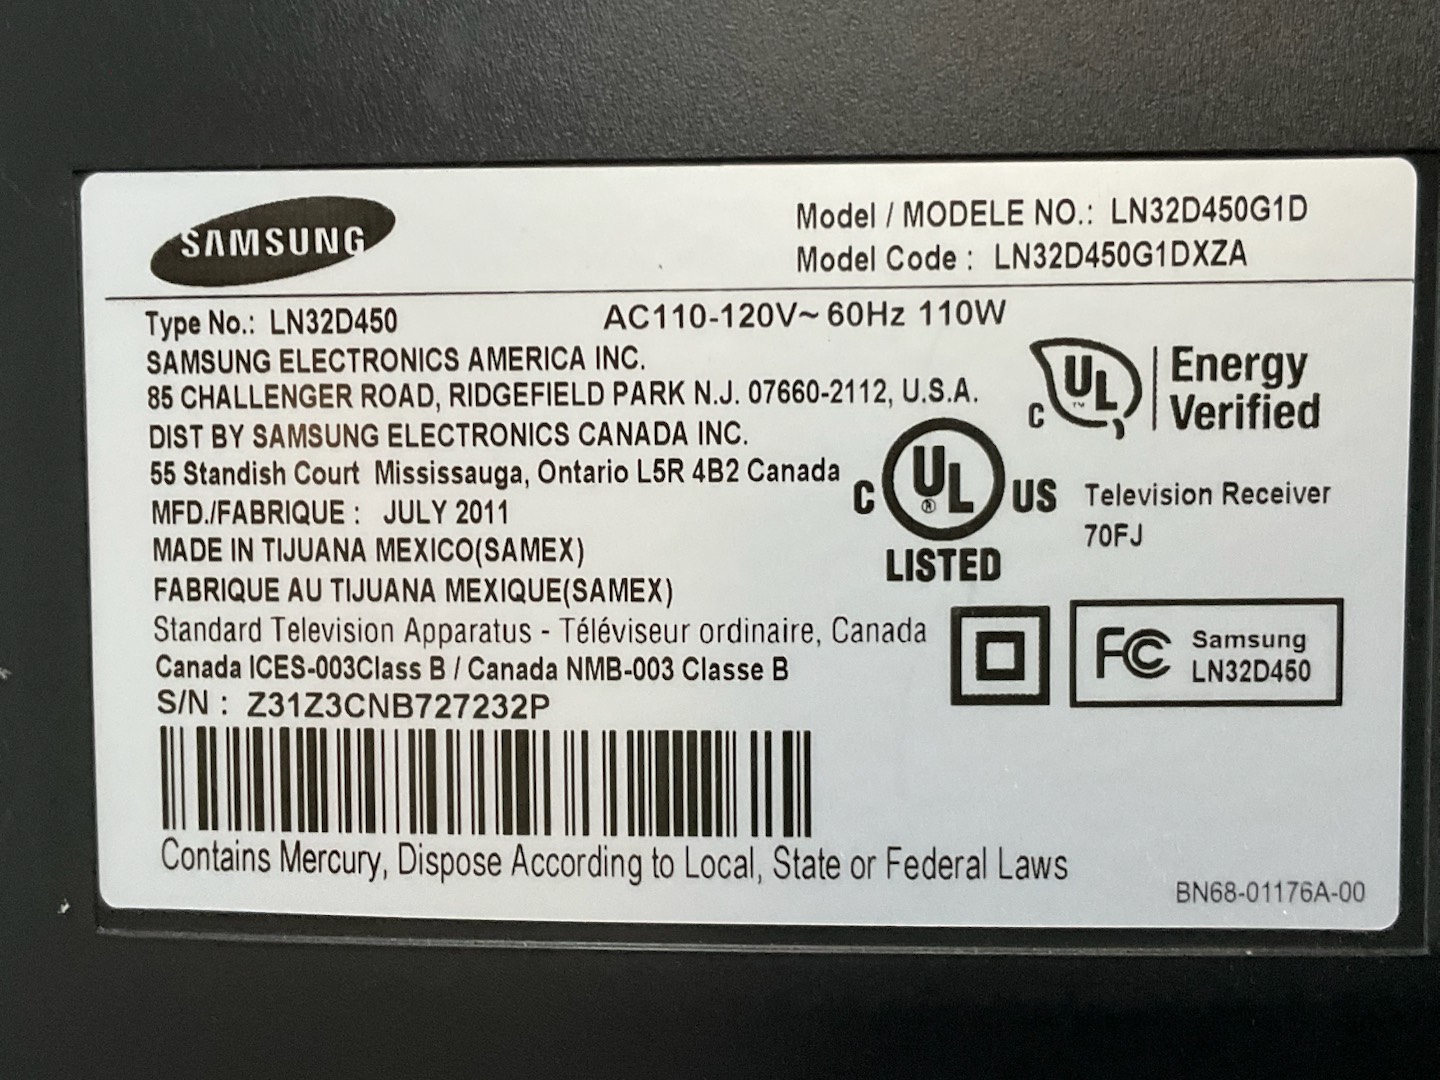 SAMSUNG
Model / MODELE NO.: LN32D450G1D
Model Code : LN32D450G1DXZA
Type No.: LN32D450 AC110-120V~ 60Hz 110W
SAMSUNG ELECTRONICS AMERICA INC.
85 CHALLENGER ROAD, RIDGEFIELD PARK N.J. 07660-2112, U.S.A.
DIST BY SAMSUNG ELECTRONICS CANADA INC.
55 Standish Court Mississauga, Ontario L5R 4B2 Canada
MFD./FABRIQUE : JULY 2011
MADE IN TIJUANA MEXICO(SAMEX)
FABRIQUE AU TIJUANA MEXIQUE(SAMEX)
Standard Television Apparatus - Téléviseur ordinaire, Canada
Canada ICES-003Class B / Canada NMB-003 Classe B
S/N : Z31Z3CNB727232P
Contains Mercury, Dispose According to Local, State or Federal Laws
C UL ™ Energy
Verified
C UL ® US
LISTED
Television Receiver
70FJ
FC Samsung
LN32D450
BN68-01176A-00